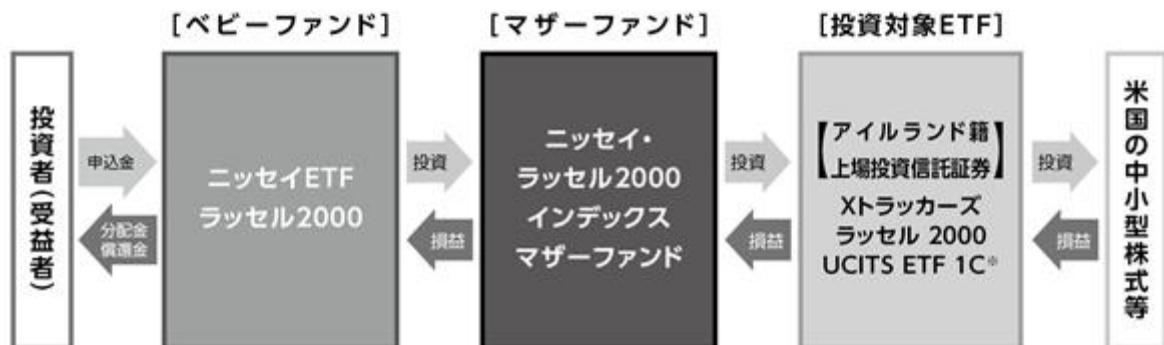 [ベビーファンド]
[マザーファンド]
[投資対象ETF]
投資者(受益者)
申込金
分配金
償還金
ニッセイETF
ラッセル2000
投資
損益
ニッセイ・
ラッセル2000
インデックス
マザーファンド
投資
損益
【アイルランド籍
上場投資信託証券】
Xトラッカーズ
ラッセル 2000
UCITS ETF 1C※
投資
損益
米国の中小型株式等